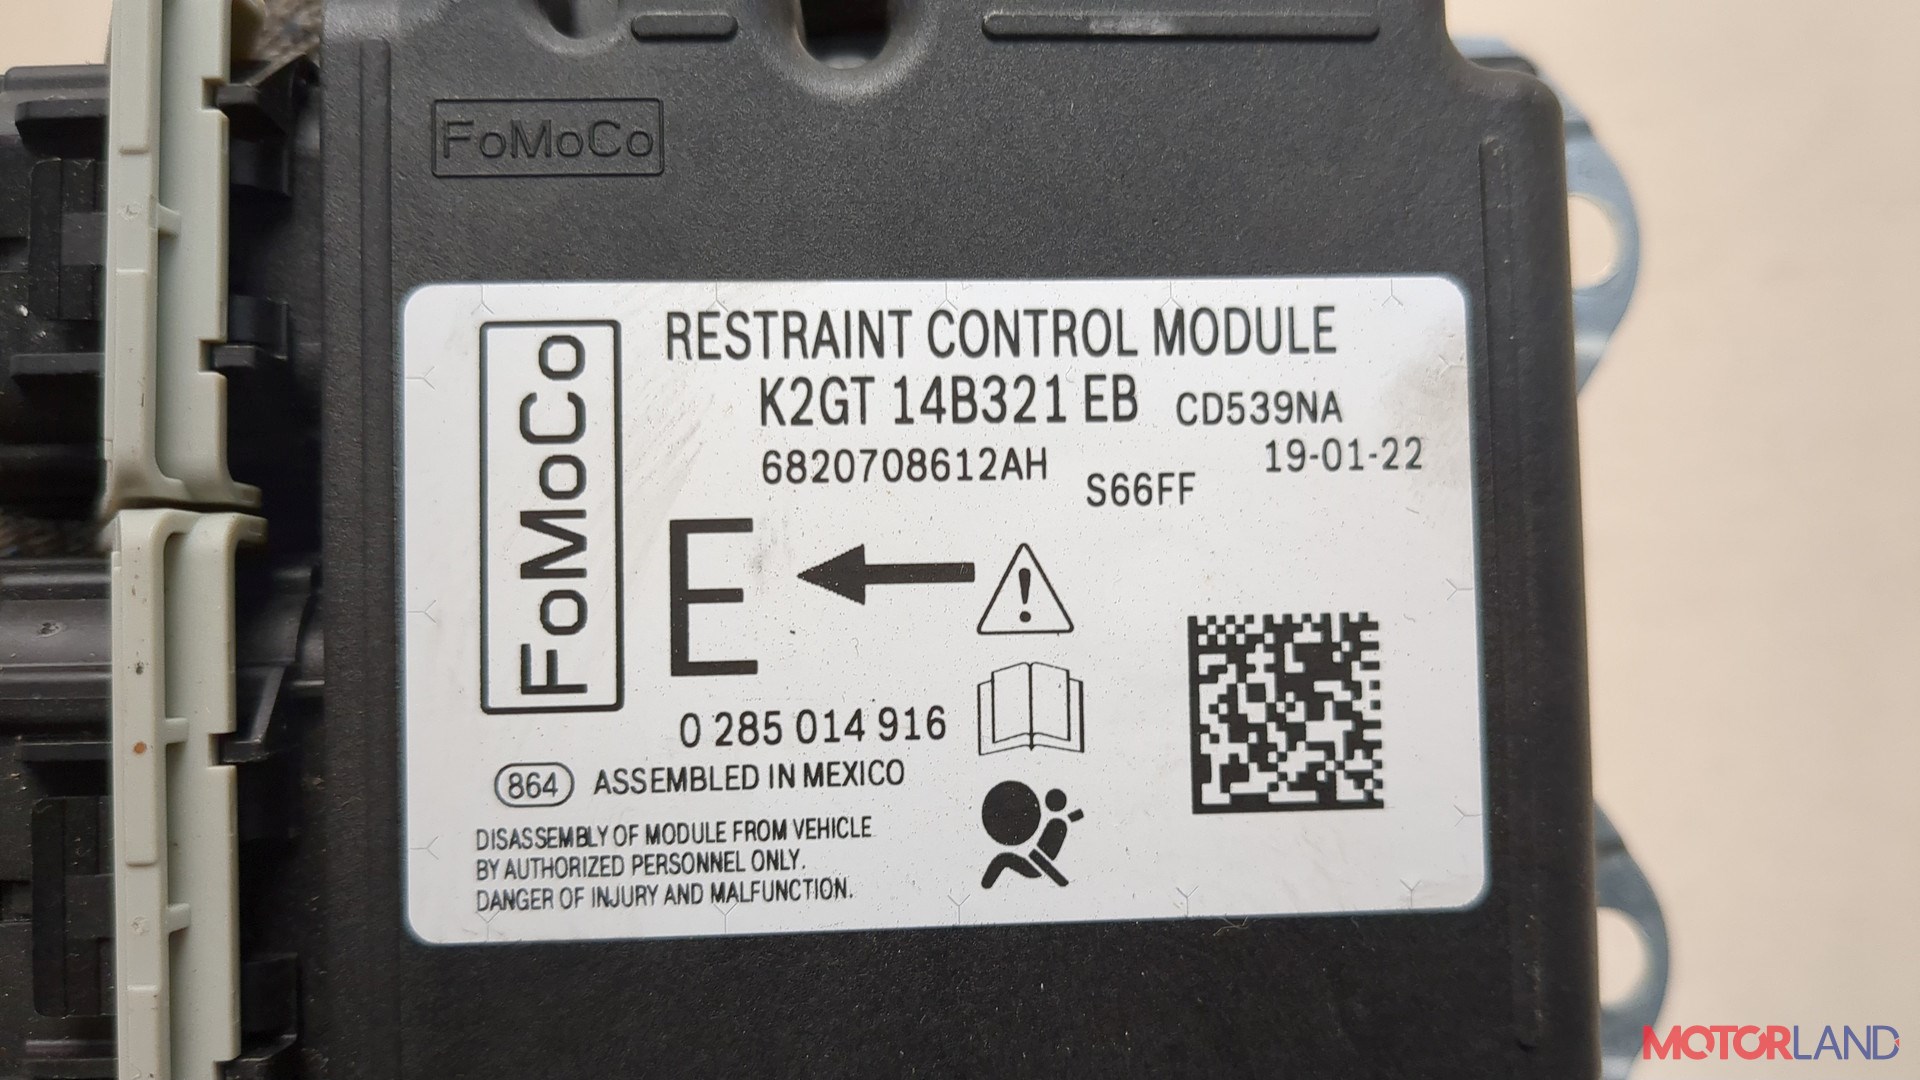 FoMoCo
FoMoCo
RESTRAINT CONTROL MODULE
K2GT 14B321 EB CD539NA
6820708612AH S66FF 19-01-22
E
0 285 014 916
864 ASSEMBLED IN MEXICO
DISASSEMBLY OF MODULE FROM VEHICLE
BY AUTHORIZED PERSONNEL ONLY.
DANGER OF INJURY AND MALFUNCTION.
MOTORLAND